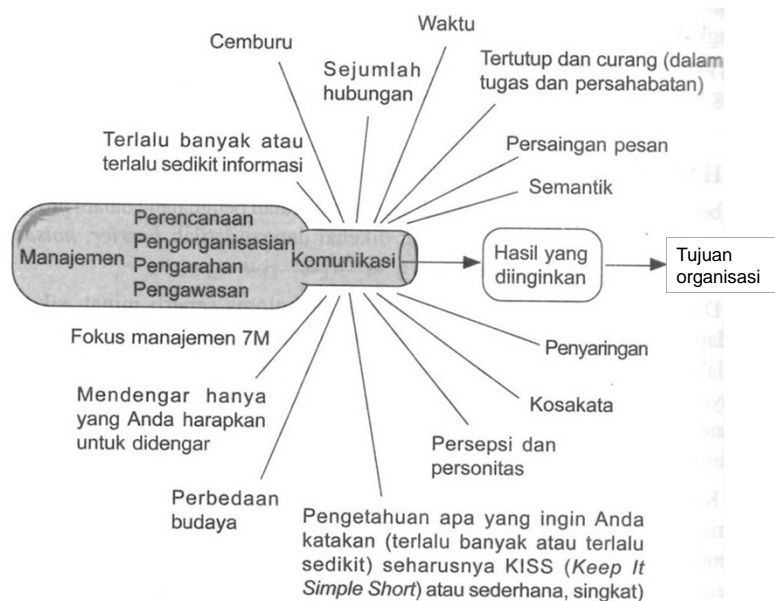 Waktu
Cemburu
Sejumlah
hubungan
Tertutup dan curang (dalam
tugas dan persahabatan)
Terlalu banyak atau
terlalu sedikit informasi
Persaingan pesan
Semantik
Manajemen
Perencanaan
Pengorganisasian
Pengarahan
Pengawasan
Komunikasi
Hasil yang
diinginkan
Tujuan
organisasi
Fokus manajemen 7M
Penyaringan
Mendengar hanya
yang Anda harapkan
untuk didengar
Kosakata
Persepsi dan
personitas
Perbedaan
budaya
Pengetahuan apa yang ingin Anda
katakan (terlalu banyak atau terlalu
sedikit) seharusnya KISS (Keep It
Simple Short) atau sederhana, singkat)